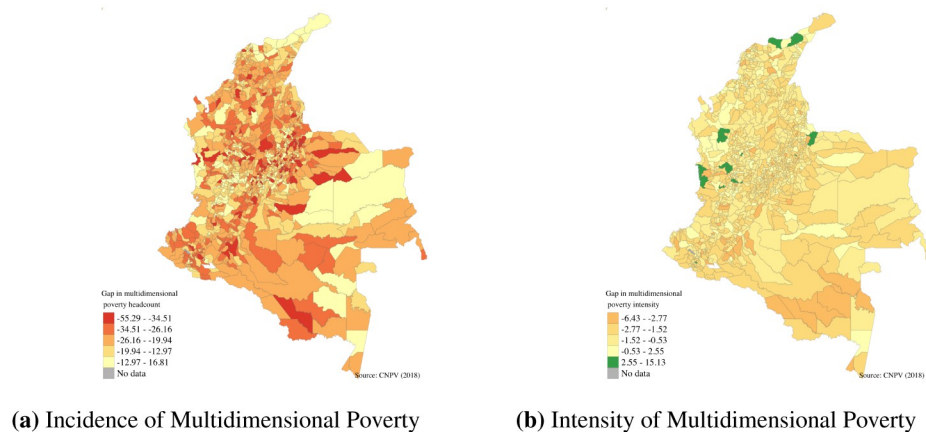 Gap in multidimensional
poverty headcount
-55.29 - -34.51
-34.51 - -26.16
-26.16 - -19.94
-19.94 - -12.97
-12.97 - 16.81
No data
Source: CNPV (2018)
Gap in multidimensional
poverty intensity
-6.43 - -2.77
-2.77 - -1.52
-1.52 - -0.53
-0.53 - 2.55
2.55 - 15.13
No data
Source: CNPV (2018)
(a) Incidence of Multidimensional Poverty
(b) Intensity of Multidimensional Poverty